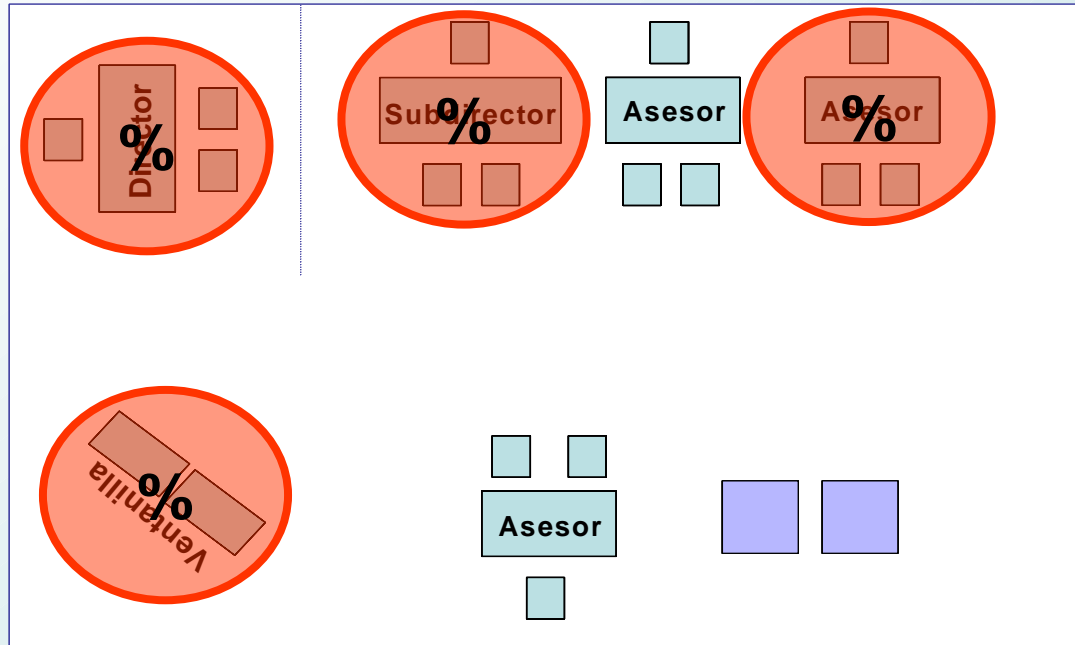 Director
%
Subdirector
%
Asesor
Asesor
%
Ventanilla
%
Asesor